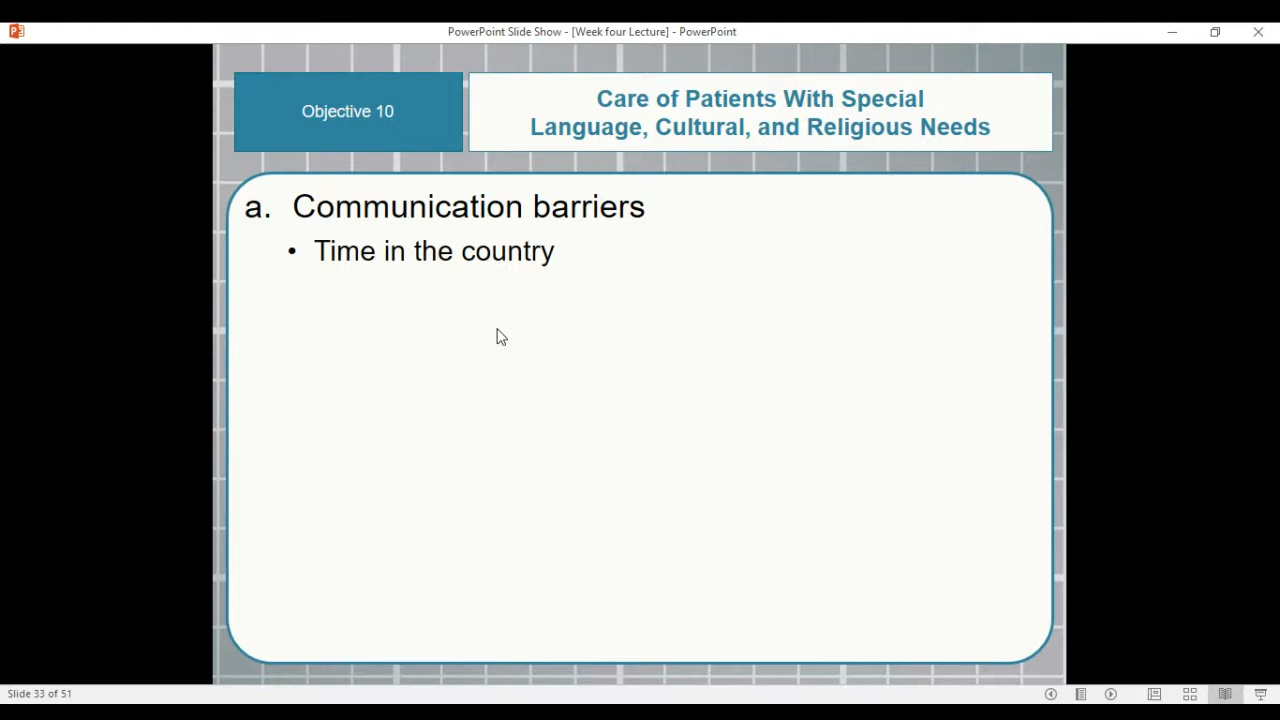 PowerPoint Slide Show - [Week four Lecture] - PowerPoint
Objective 10
Care of Patients With Special
Language, Cultural, and Religious Needs
a. Communication barriers
• Time in the country
Slide 33 of 51